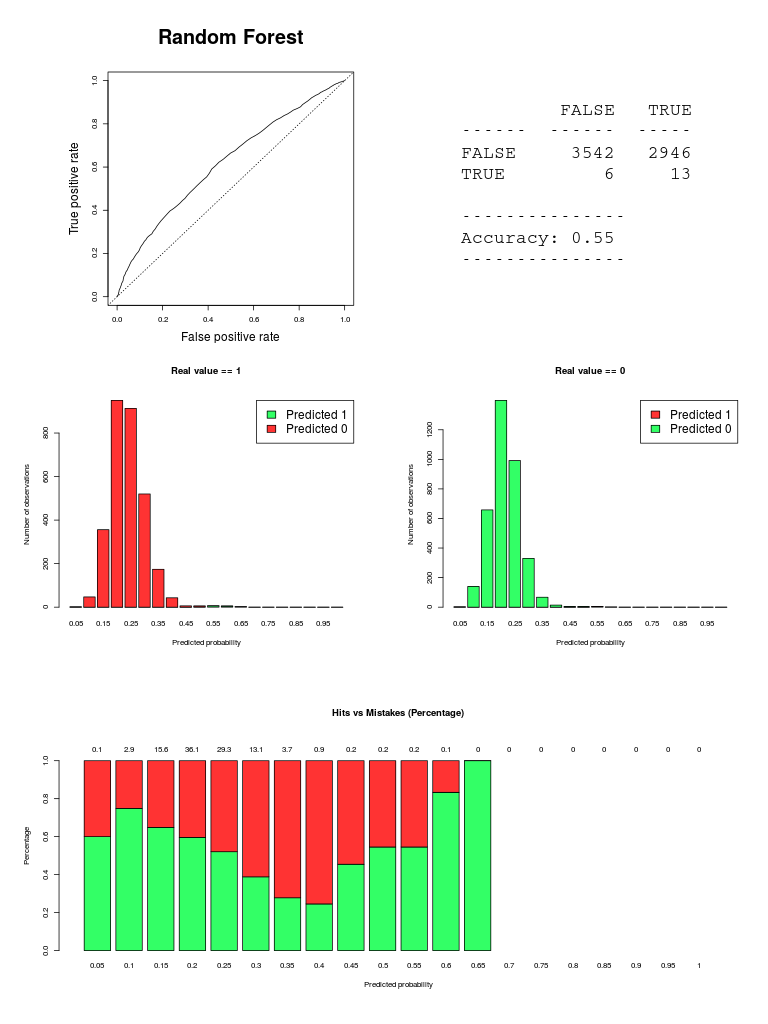 Random Forest
1.0
0.8
0.6
0.4
0.2
0.0
True positive rate
0.0 0.2 0.4 0.6 0.8 1.0
False positive rate
FALSE TRUE
------ ------ -----
FALSE 3542 2946
TRUE 6 13
---------------
Accuracy: 0.55
---------------
Real value == 1
Predicted 1
Predicted 0
800
600
400
200
0
Number of observations
0.05 0.15 0.25 0.35 0.45 0.55 0.65 0.75 0.85 0.95
Predicted probability
Real value == 0
Predicted 1
Predicted 0
1200
1000
800
600
400
200
0
Number of observations
0.05 0.15 0.25 0.35 0.45 0.55 0.65 0.75 0.85 0.95
Predicted probability
Hits vs Mistakes (Percentage)
0.1 2.9 15.6 36.1 29.3 13.1 3.7 0.9 0.2 0.2 0.2 0.1 0 0 0 0 0 0 0 0
1.0
0.8
0.6
0.4
0.2
0.0
Percentage
0.05 0.1 0.15 0.2 0.25 0.3 0.35 0.4 0.45 0.5 0.55 0.6 0.65 0.7 0.75 0.8 0.85 0.9 0.95 1
Predicted probability